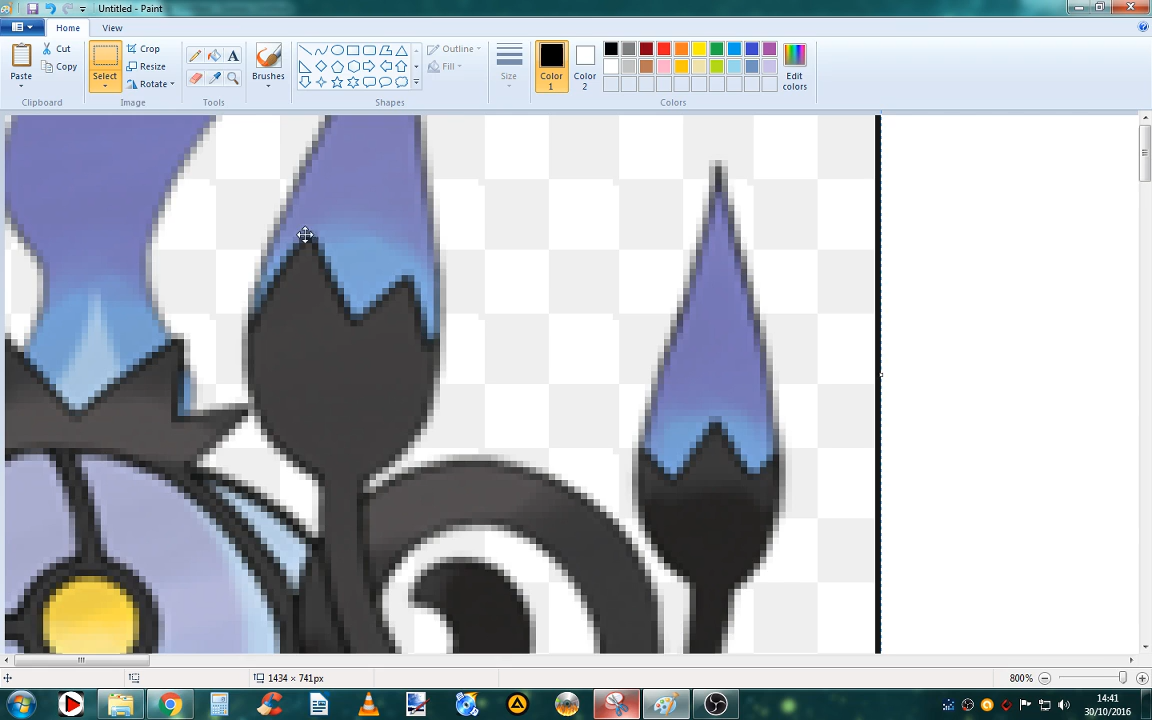 Untitled - Paint
Home View
Paste
Cut
Copy
Clipboard
Select
Crop
Resize
Rotate
Image
A
Tools
Brushes
Outline
Fill
Shapes
Size
Color 1
Color 2
Edit colors
Colors
1434 × 741px
800%
14:41
30/10/2016